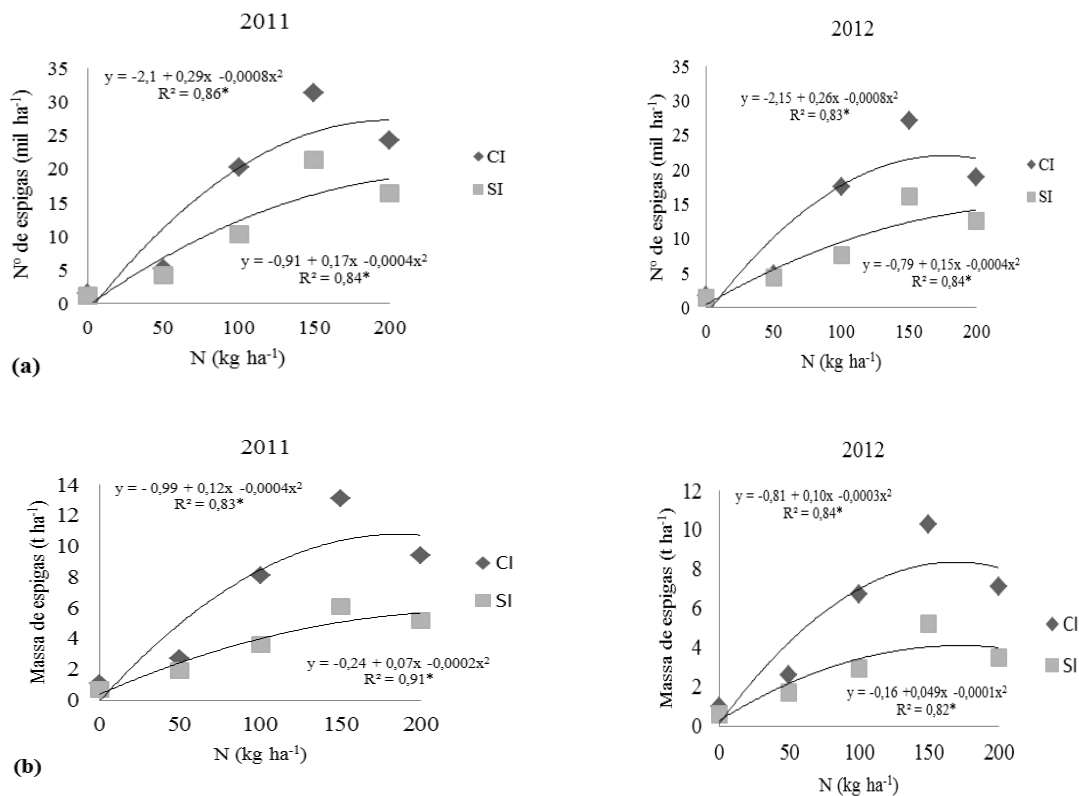 2011
y = -2,1 + 0,29x -0,0008x²
R² = 0,86*
35
30
25
20
15
10
5
0
Nº de espigas (mil ha⁻¹)
CI
SI
y = -0,91 + 0,17x -0,0004x²
R² = 0,84*
0 50 100 150 200
N (kg ha⁻¹)
(a)
2012
y = -2,15 + 0,26x -0,0008x²
R² = 0,83*
35
30
25
20
15
10
5
0
Nº de espigas (mil ha⁻¹)
CI
SI
y = -0,79 + 0,15x -0,0004x²
R² = 0,84*
0 50 100 150 200
N (kg ha⁻¹)
2011
y = - 0,99 + 0,12x -0,0004x²
R² = 0,83*
14
12
10
8
6
4
2
0
Massa de espigas (t ha⁻¹)
CI
SI
y = -0,24 + 0,07x -0,0002x²
R² = 0,91*
0 50 100 150 200
N (kg ha⁻¹)
(b)
2012
y = -0,81 + 0,10x -0,0003x²
R² = 0,84*
12
10
8
6
4
2
0
Massa de espigas (t ha⁻¹)
CI
SI
y = -0,16 +0,049x -0,0001x²
R² = 0,82*
0 50 100 150 200
N (kg ha⁻¹)